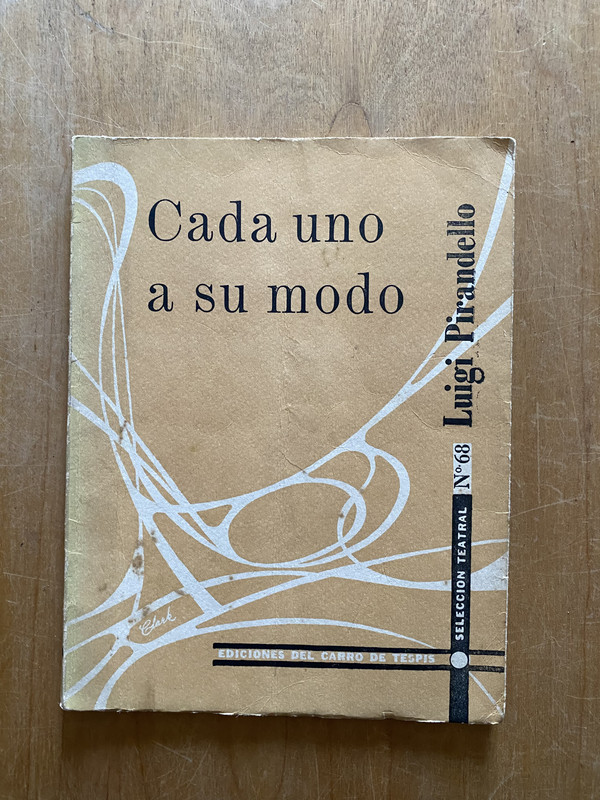 Cada uno
a su modo
Luigi Pirandello
Nº 68
SELECCION TEATRAL
EDICIONES DEL CARRO DE TESPIS
Clark